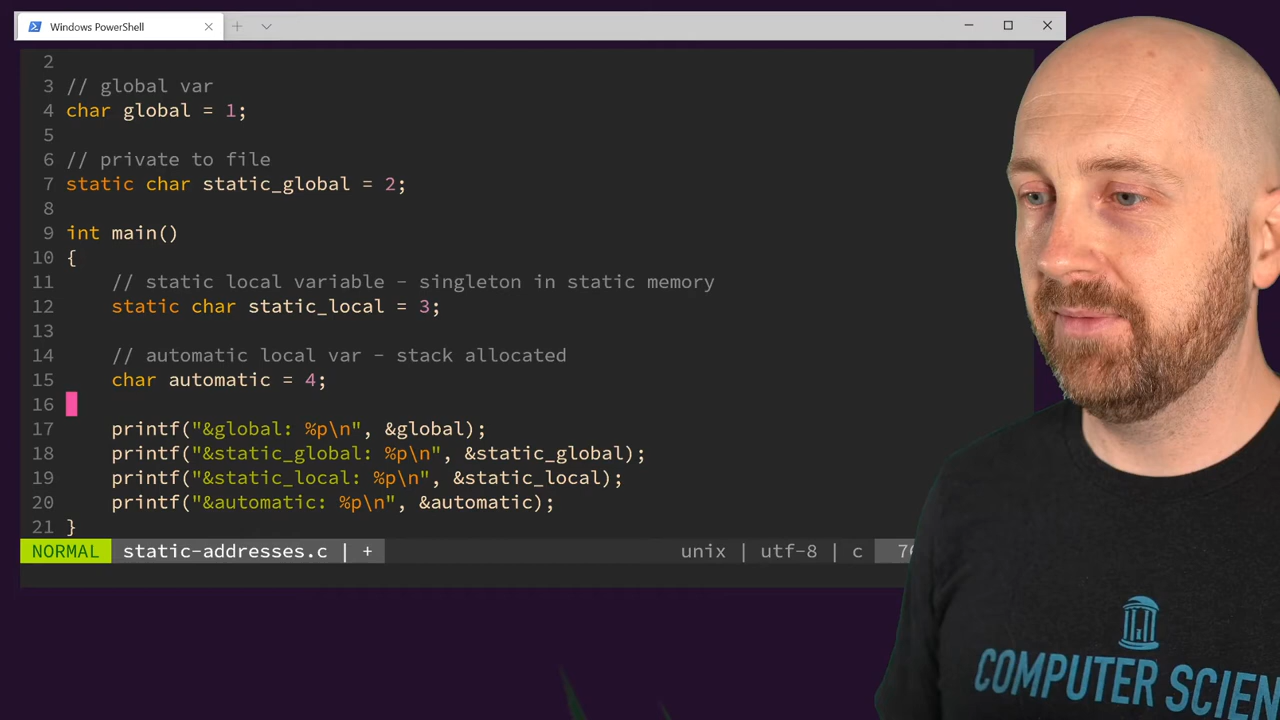 Windows PowerShell
2
3 // global var
4 char global = 1;
5
6 // private to file
7 static char static_global = 2;
8
9 int main()
10 {
11     // static local variable - singleton in static memory
12     static char static_local = 3;
13
14     // automatic local var - stack allocated
15     char automatic = 4;
16
17     printf("&global: %p\n", &global);
18     printf("&static_global: %p\n", &static_global);
19     printf("&static_local: %p\n", &static_local);
20     printf("&automatic: %p\n", &automatic);
21 }
NORMAL static-addresses.c | + unix | utf-8 | c
COMPUTER